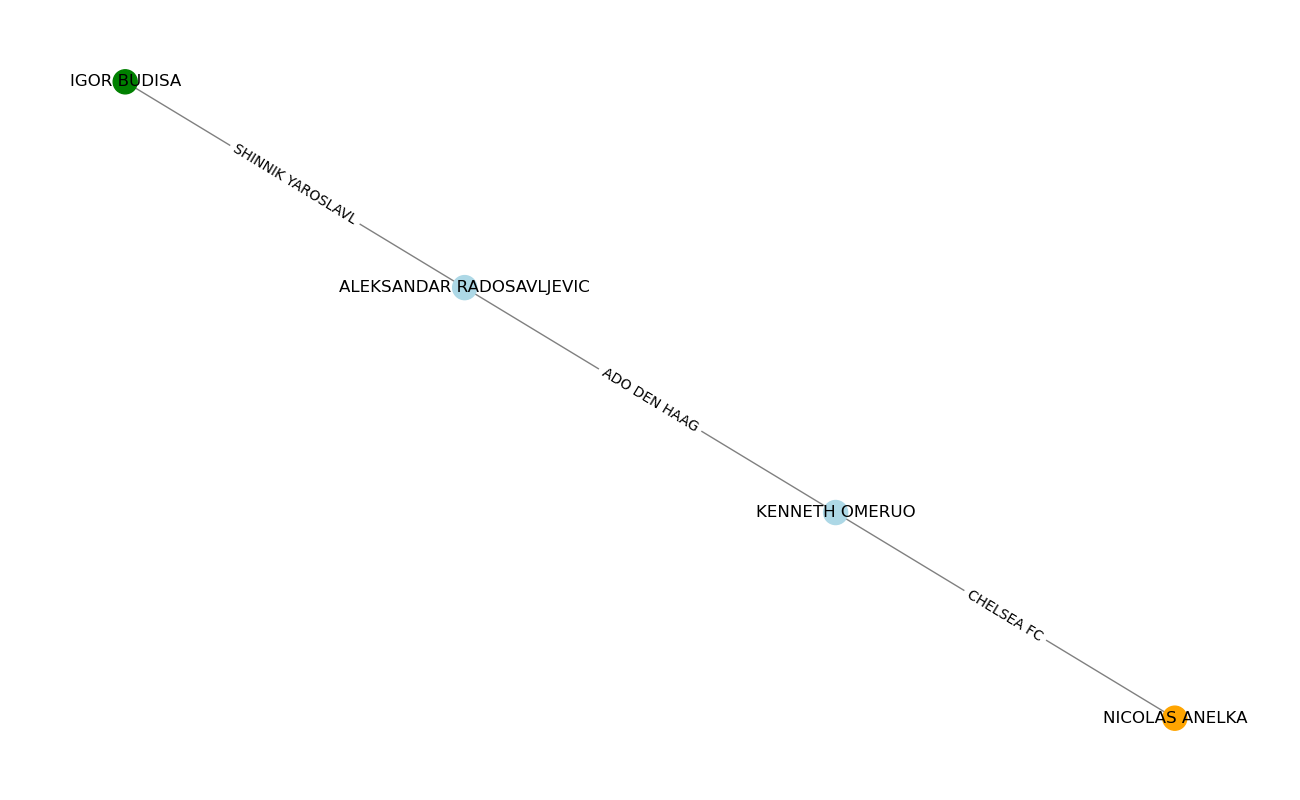 IGOR BUDISA
SHINNIK YAROSLAVL
ALEKSANDAR RADOSAVLJEVIC
ADO DEN HAAG
KENNETH OMERUO
CHELSEA FC
NICOLAS ANELKA